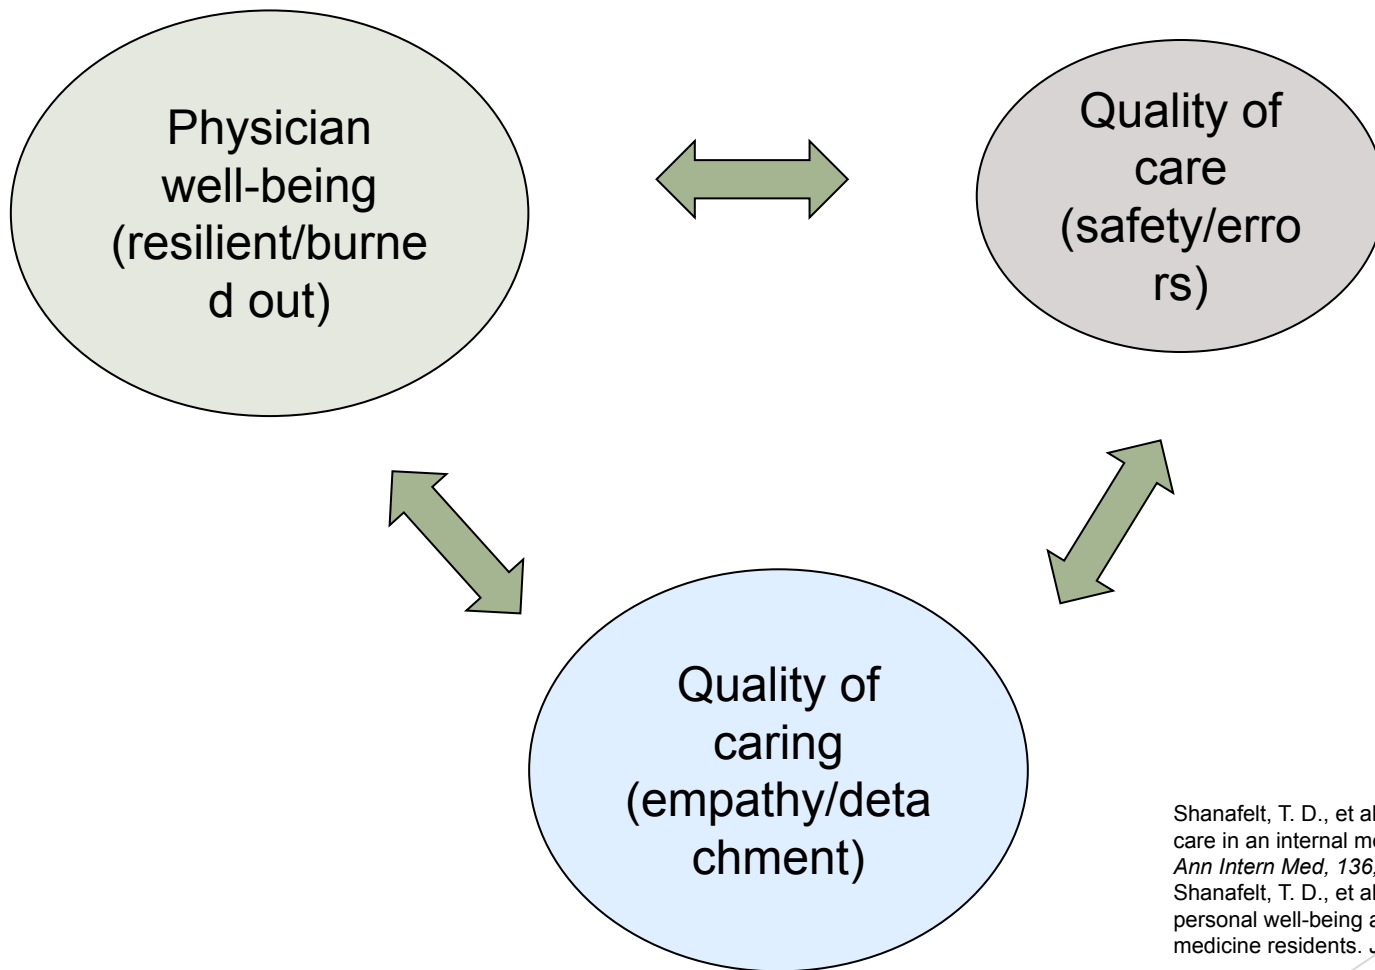 Physician
well-being
(resilient/burne
d out)
Quality of
care
(safety/erro
rs)
Quality of
caring
(empathy/deta
chment)
Shanafelt, T. D., et al
care in an internal me
Ann Intern Med, 136,
Shanafelt, T. D., et al
personal well-being a
medicine residents. J